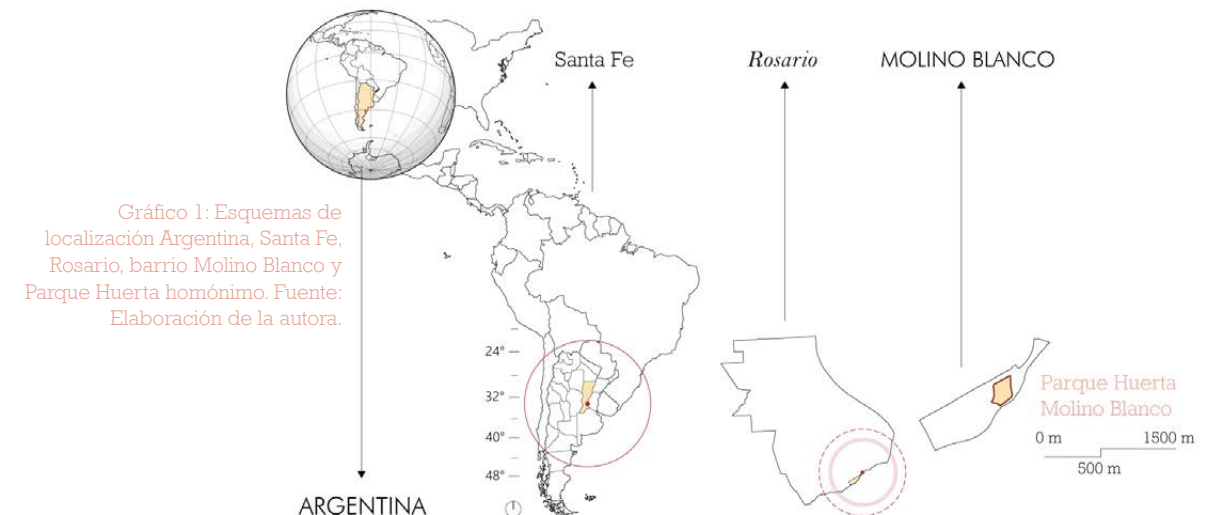 Santa Fe
Rosario
MOLINO BLANCO
Gráfico 1: Esquemas de
localización Argentina, Santa Fe,
Rosario, barrio Molino Blanco y
Parque Huerta homónimo. Fuente:
Elaboración de la autora.
24°
32°
40°
48°
Parque Huerta
Molino Blanco
0 m 1500 m
500 m
ARGENTINA